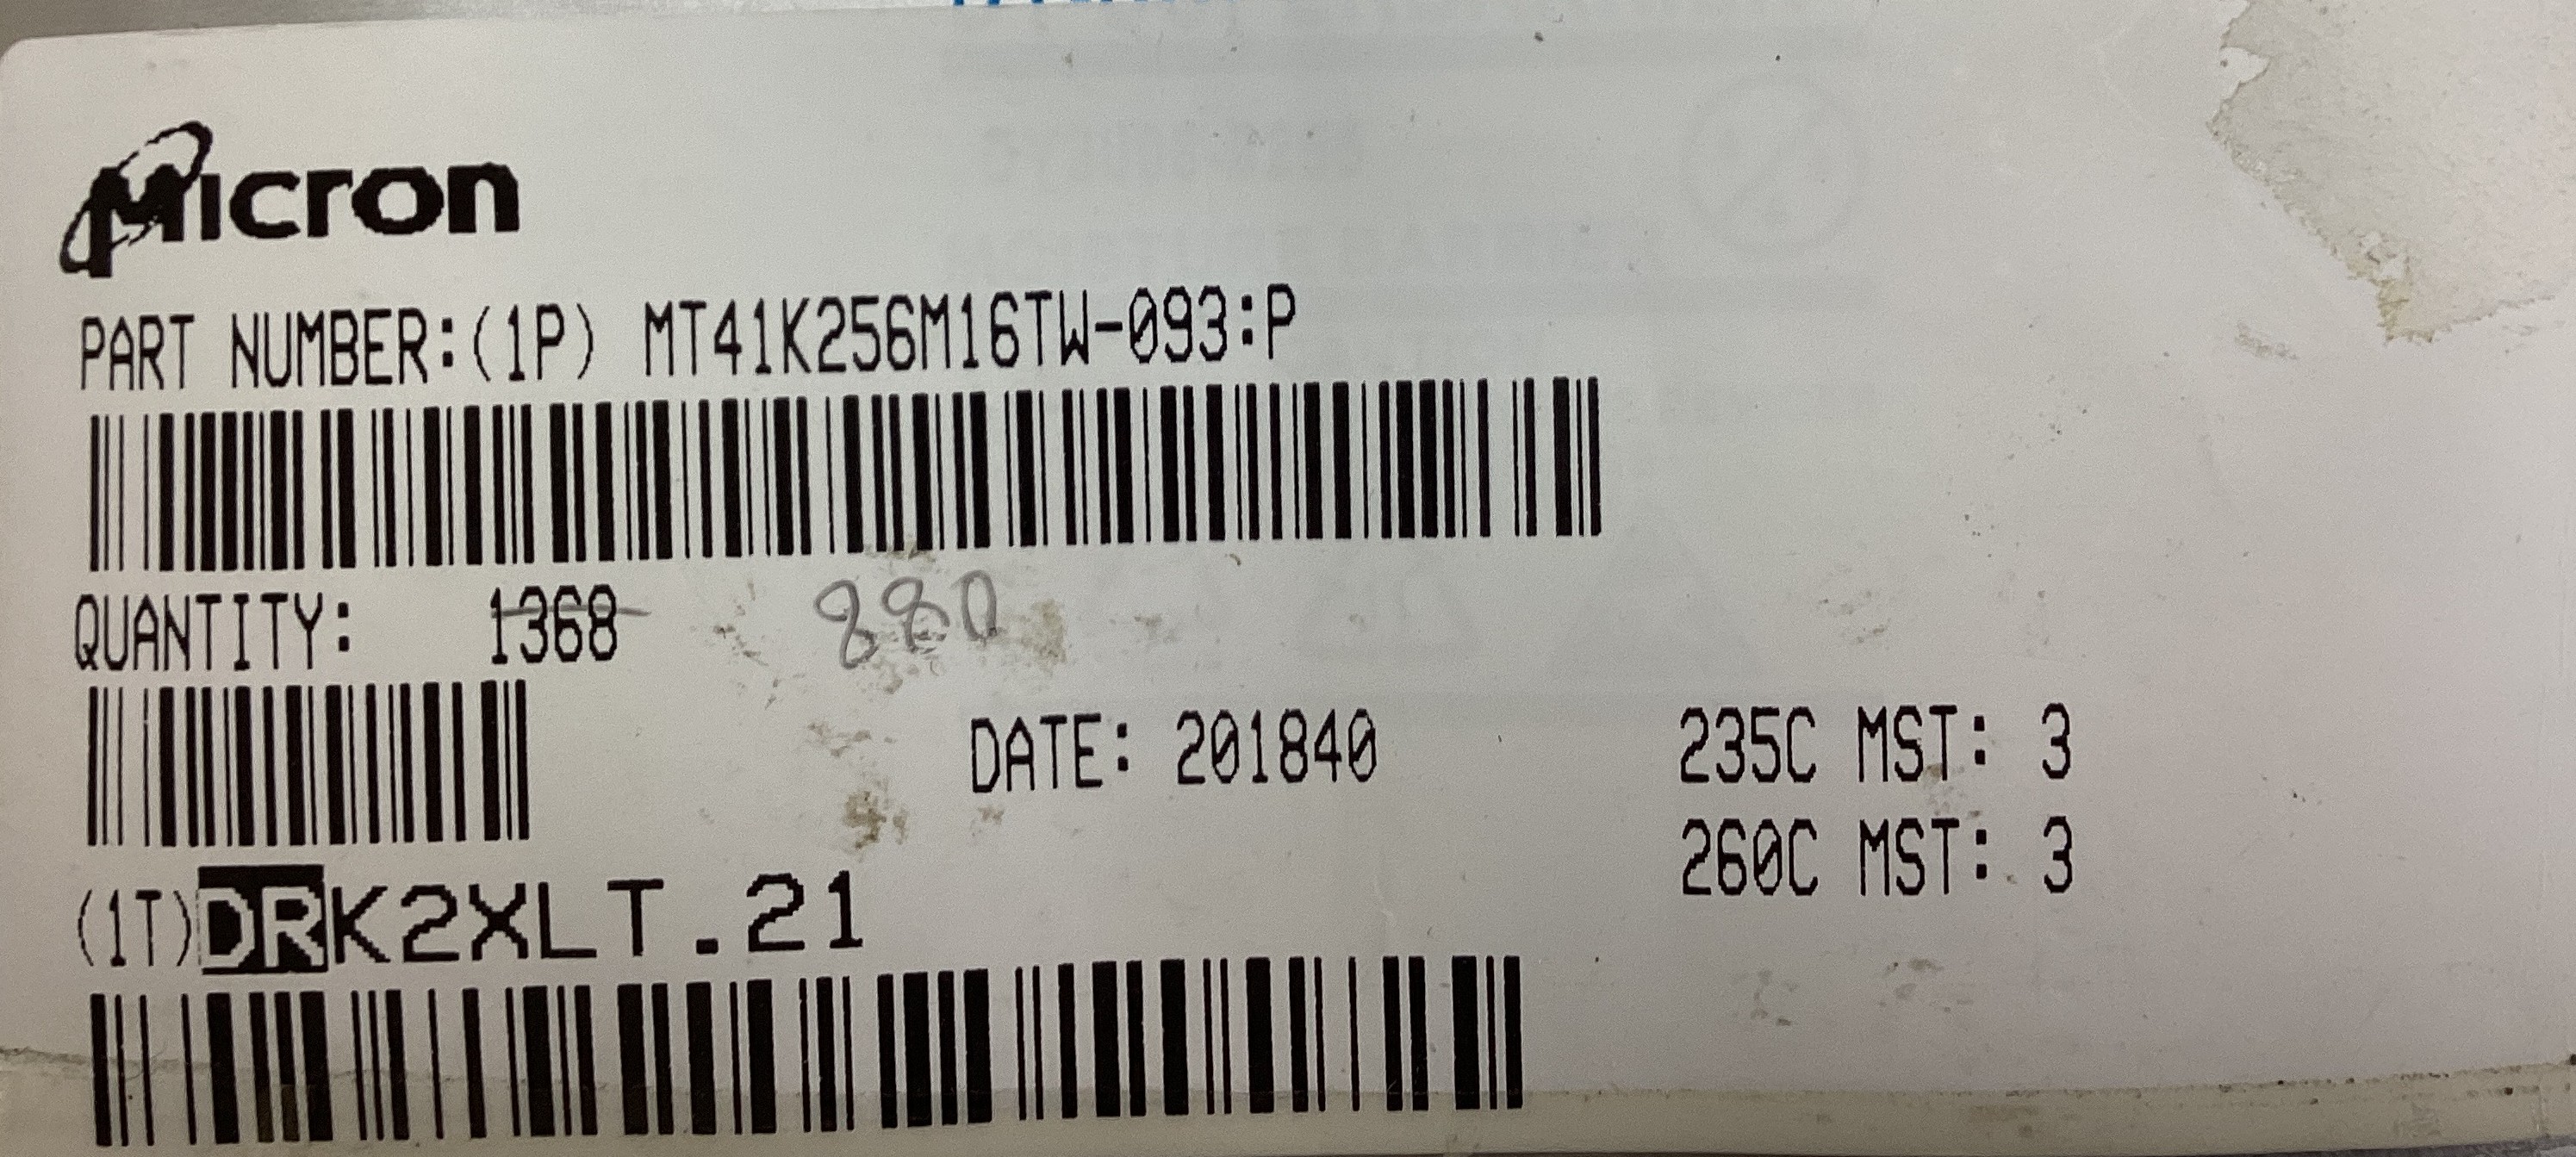 Micron
PART NUMBER:(1P) MT41K256M16TW-093:P
QUANTITY: 1368 880
DATE: 201840
235C MST: 3
260C MST: 3
(1T)DRK2XLT.21